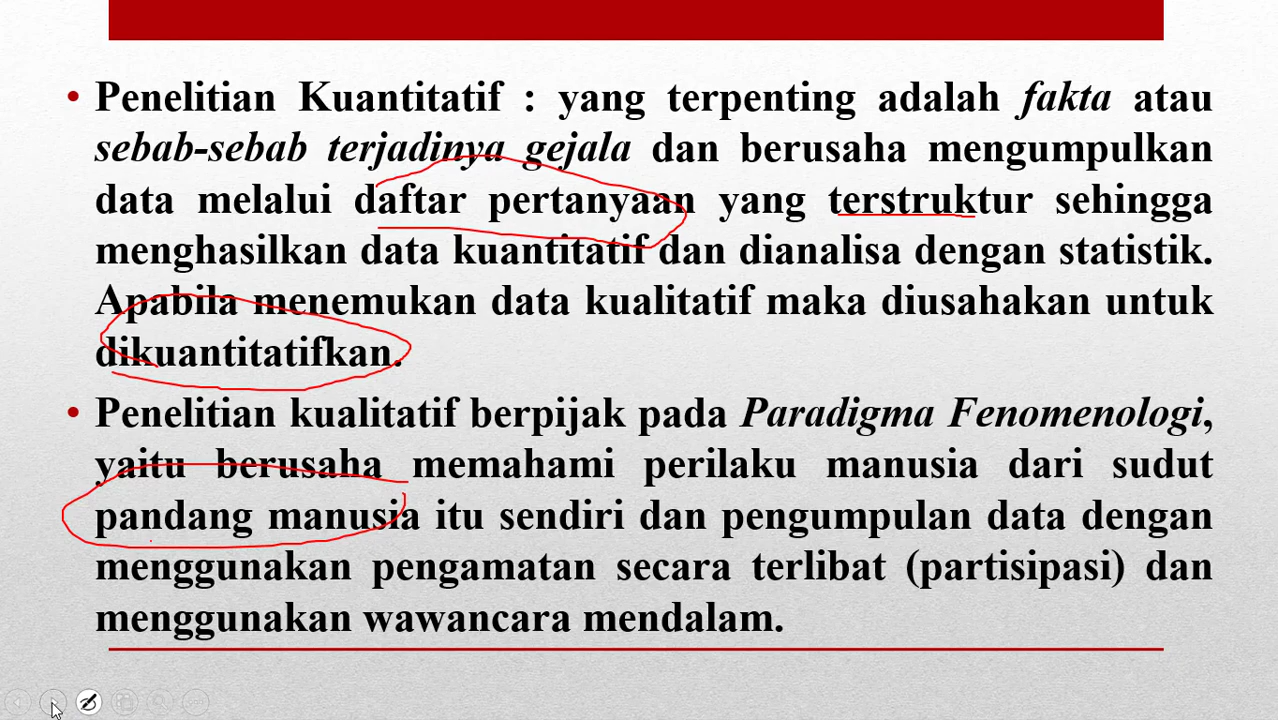 • Penelitian Kuantitatif : yang terpenting adalah fakta atau
sebab-sebab terjadinya gejala dan berusaha mengumpulkan
data melalui daftar pertanyaan yang terstruktur sehingga
menghasilkan data kuantitatif dan dianalisa dengan statistik.
Apabila menemukan data kualitatif maka diusahakan untuk
dikuantitatifkan.
• Penelitian kualitatif berpijak pada Paradigma Fenomenologi,
yaitu berusaha memahami perilaku manusia dari sudut
pandang manusia itu sendiri dan pengumpulan data dengan
menggunakan pengamatan secara terlibat (partisipasi) dan
menggunakan wawancara mendalam.